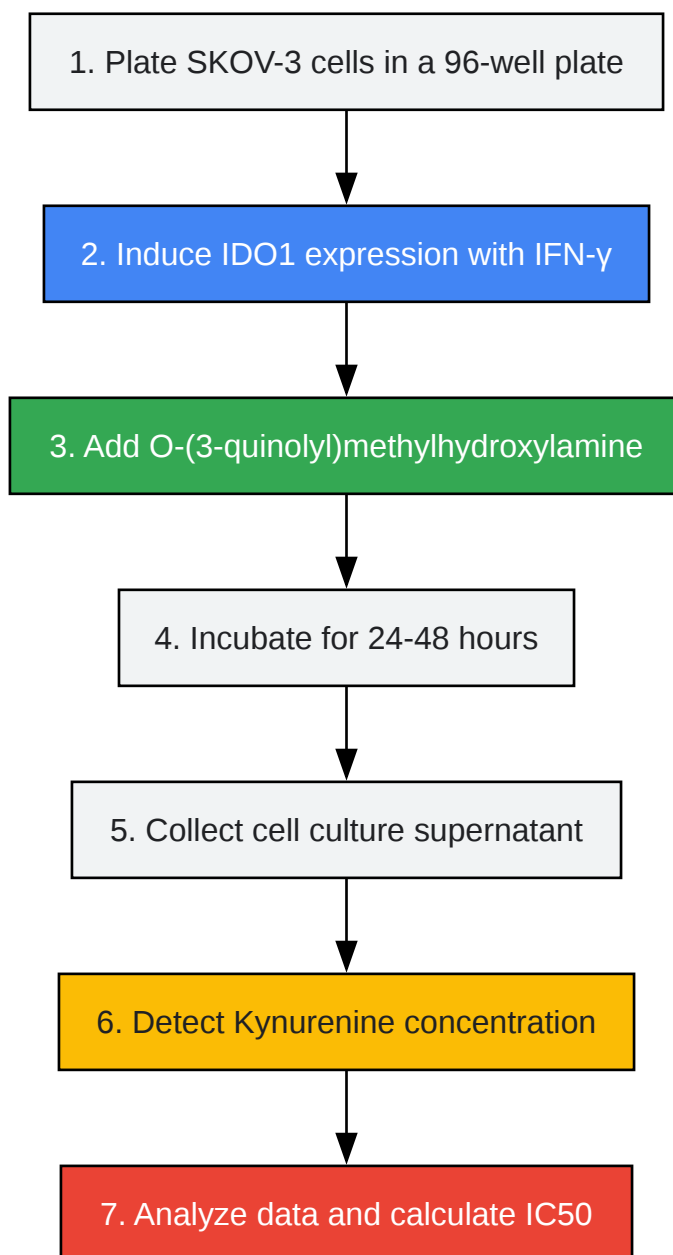 1. Plate SKOV-3 cells in a 96-well plate
2. Induce IDO1 expression with IFN-γ
3. Add O-(3-quinolyl)methylhydroxylamine
4. Incubate for 24-48 hours
5. Collect cell culture supernatant
6. Detect Kynurenine concentration
7. Analyze data and calculate IC50